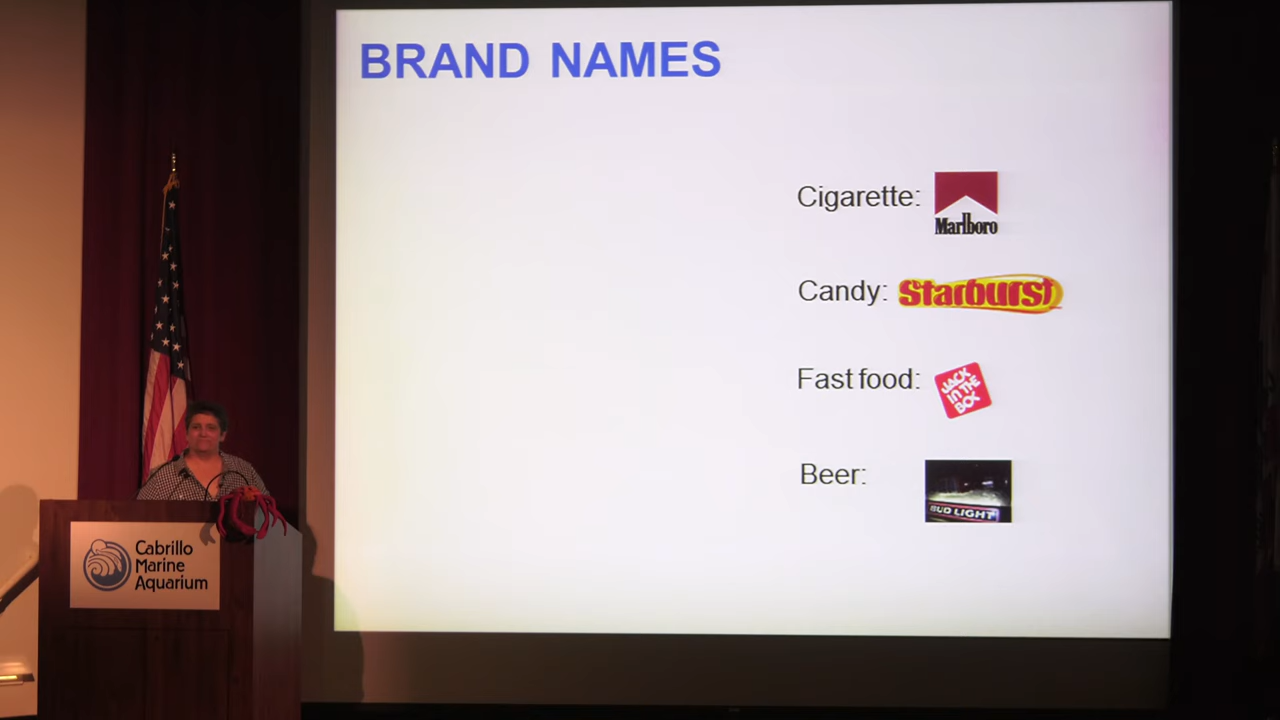 BRAND NAMES
Cigarette:
Marlboro
Candy:
Starburst
Fast food:
JACK
IN THE
BOX
Beer:
BUD LIGHT
Cabrillo
Marine
Aquarium